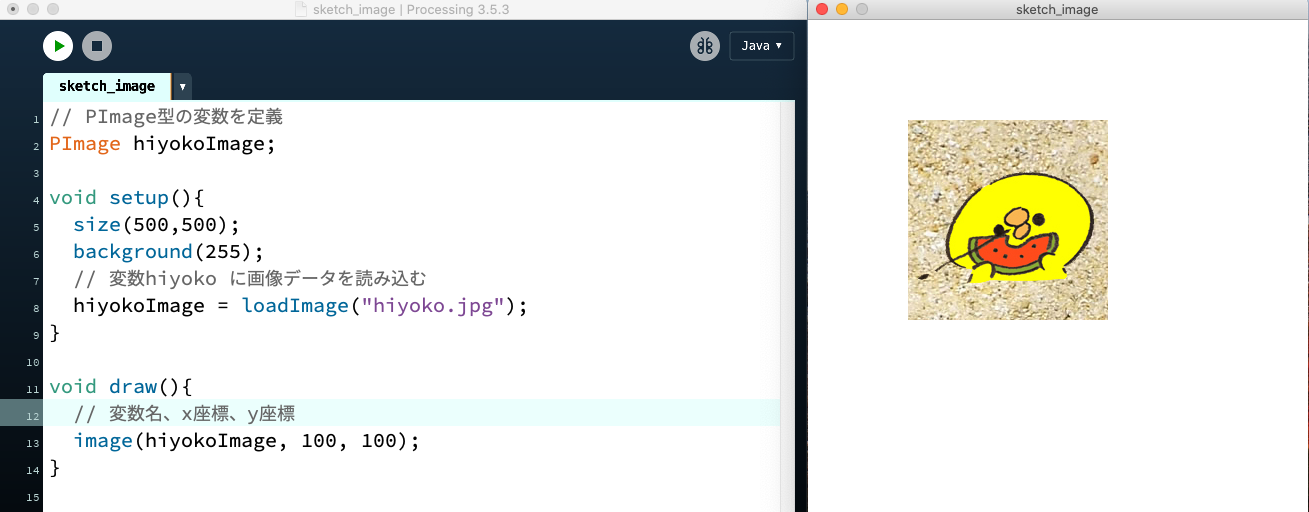 sketch_image | Processing 3.5.3
Java ▼
sketch_image ▼
1 // PImage型の変数を定義
2 PImage hiyokoImage;
3
4 void setup(){
5   size(500,500);
6   background(255);
7   // 変数hiyoko に画像データを読み込む
8   hiyokoImage = loadImage("hiyoko.jpg");
9 }
10
11 void draw(){
12   // 変数名、x座標、y座標
13   image(hiyokoImage, 100, 100);
14 }
15
sketch_image